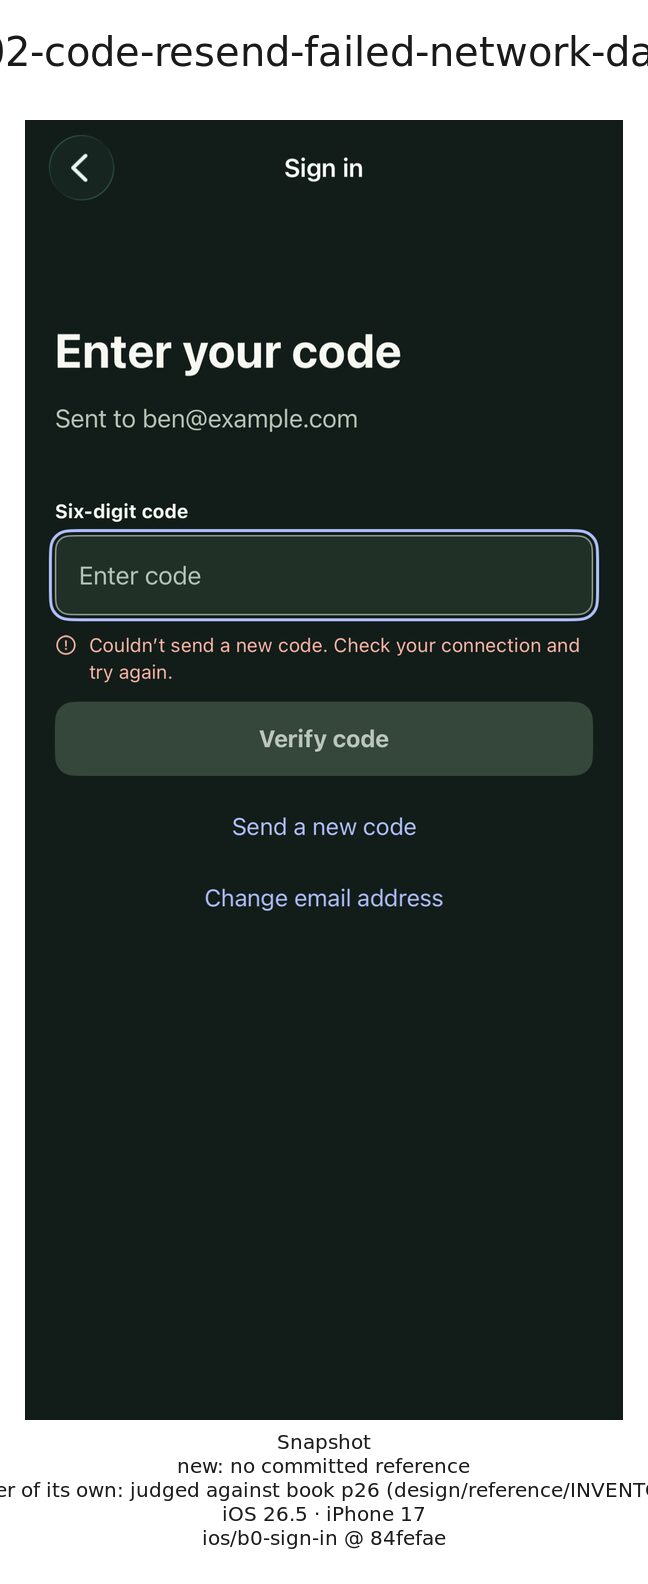 02-code-resend-failed-network-da
Sign in
Enter your code
Sent to ben@example.com
Six-digit code
Enter code
Couldn’t send a new code. Check your connection and
try again.
Verify code
Send a new code
Change email address
Snapshot
new: no committed reference
er of its own: judged against book p26 (design/reference/INVENTO
iOS 26.5 · iPhone 17
ios/b0-sign-in @ 84fefae